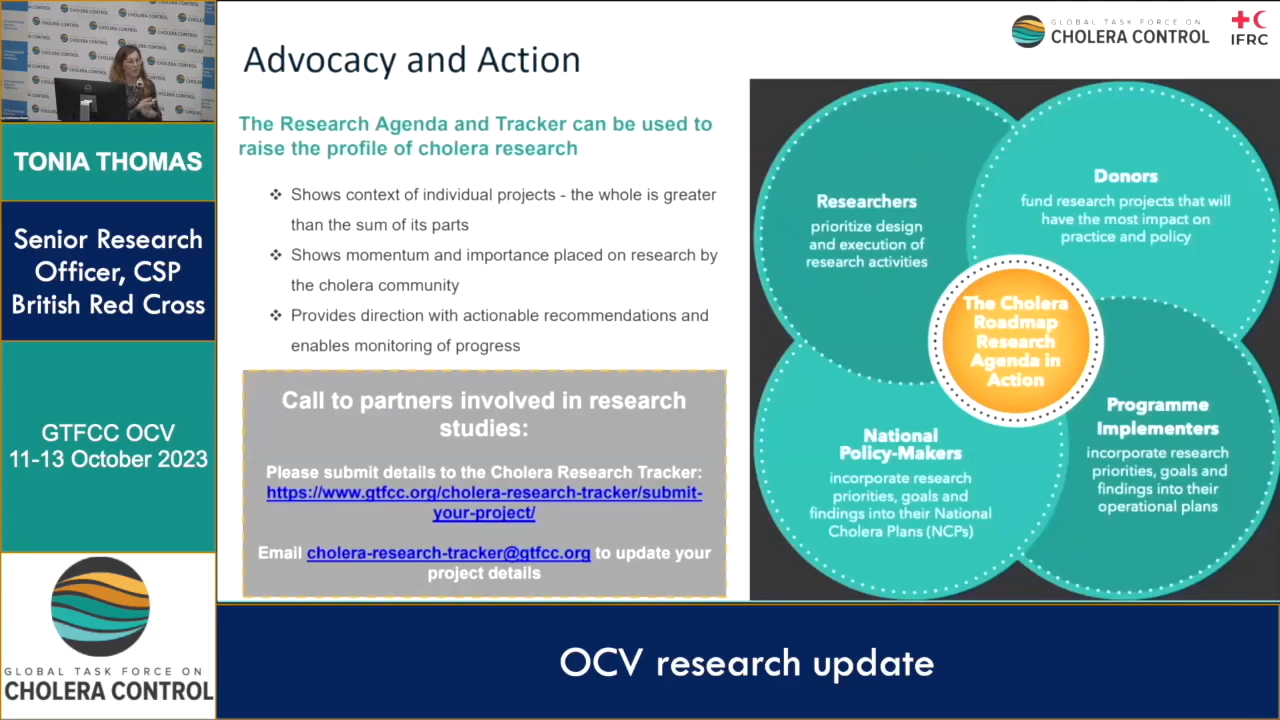 TONIA THOMAS
Senior Research
Officer, CSP
British Red Cross
GTFCC OCV
11-13 October 2023
GLOBAL TASK FORCE ON
CHOLERA CONTROL
GLOBAL TASK FORCE ON
CHOLERA CONTROL
IFRC
Advocacy and Action
The Research Agenda and Tracker can be used to
raise the profile of cholera research
❖ Shows context of individual projects - the whole is greater
than the sum of its parts
❖ Shows momentum and importance placed on research by
the cholera community
❖ Provides direction with actionable recommendations and
enables monitoring of progress
Call to partners involved in research
studies:
Please submit details to the Cholera Research Tracker:
https://www.gtfcc.org/cholera-research-tracker/submit-
your-project/
Email cholera-research-tracker@gtfcc.org to update your
project details
Researchers
prioritize design
and execution of
research activities
Donors
fund research projects that will
have the most impact on
practice and policy
The Cholera
Roadmap
Research
Agenda in
Action
National
Policy-Makers
incorporate research
priorities, goals and
findings into their National
Cholera Plans (NCPs)
Programme
Implementers
incorporate research
priorities, goals and
findings into their
operational plans
OCV research update